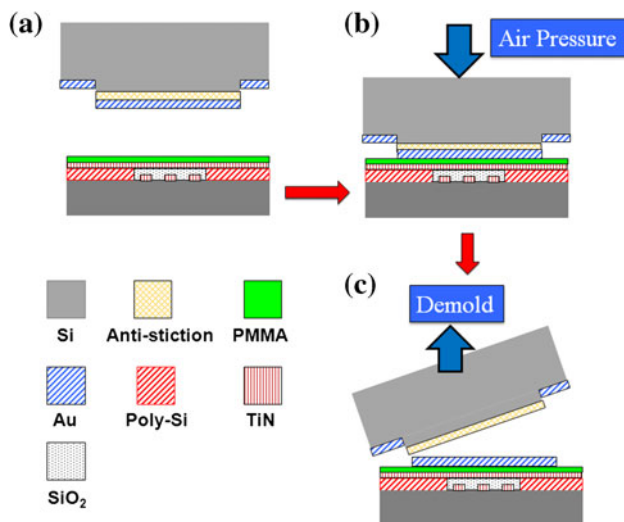 (a)
(b)
Air Pressure
(c)
Demold
Si
Anti-stiction
PMMA
Au
Poly-Si
TiN
SiO₂